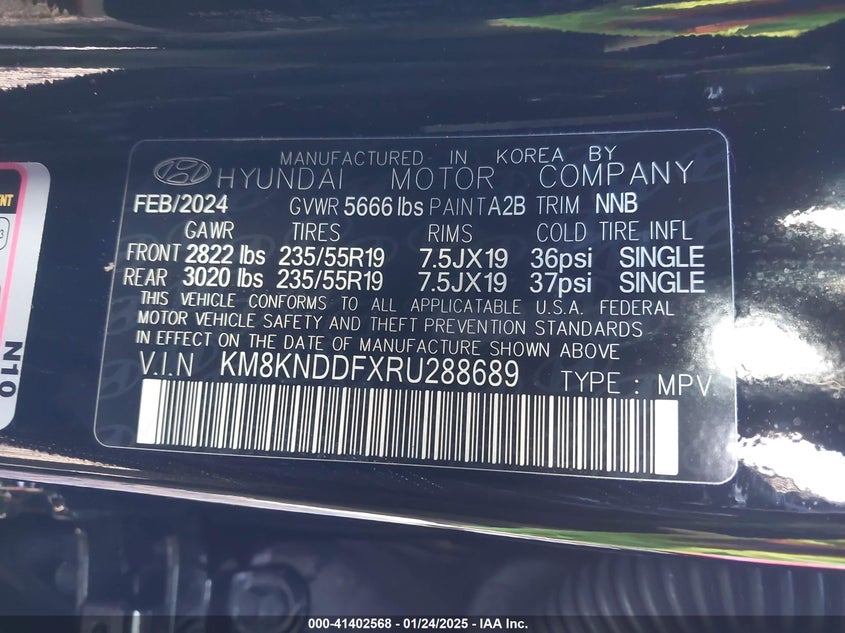 MANUFACTURED IN KOREA BY
HYUNDAI MOTOR COMPANY
FEB/2024 GVWR 5666 lbs PAINT A2B TRIM NNB
GAWR TIRES RIMS COLD TIRE INFL
FRONT 2822 lbs 235/55R19 7.5JX19 36psi SINGLE
REAR 3020 lbs 235/55R19 7.5JX19 37psi SINGLE
THIS VEHICLE CONFORMS TO ALL APPLICATABLE U.S.A. FEDERAL
MOTOR VEHICLE SAFETY AND THEFT PREVENTION STANDARDS
IN EFFECT ON THE DATE OF MANUFACTURE SHOWN ABOVE
V.I.N KM8KNDDFXRU288689 TYPE : MPV
N10
000-41402568 - 01/24/2025 - IAA Inc.